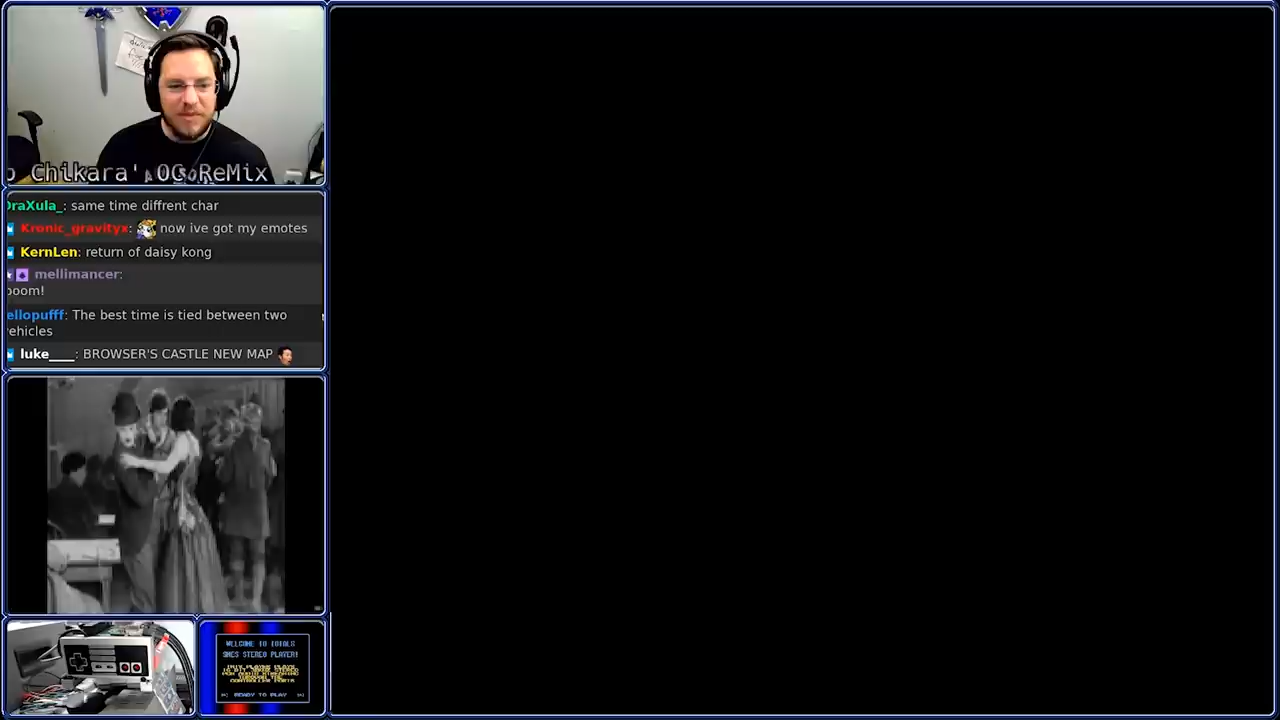 Chikara' OC ReMix
DraXula_: same time diffrent char
Kronic_gravityx: now ive got my emotes
KernLen: return of daisy kong
mellimancer:
boom!
ellopufff: The best time is tied between two
vehicles
luke____: BROWSER'S CASTLE NEW MAP
WELCOME TO
SNES STEREO PLAYER!
READY TO PLAY